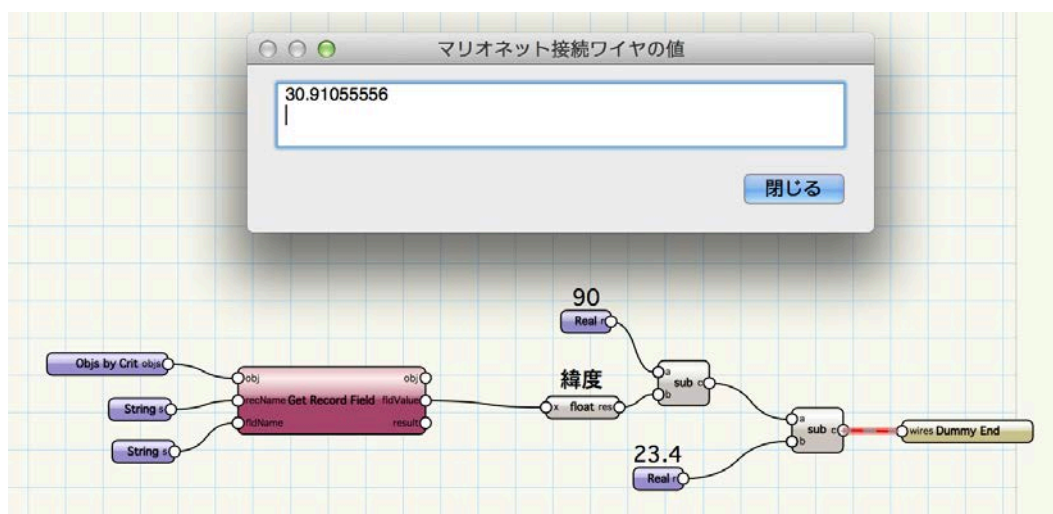 マリオネット接続ワイヤの値
30.91055556
閉じる
90
Real r
Objs by Crit objs
obj obj
緯度
a
sub c
b
String s
recName Get Record Field fldValue
x float res
fldName result
a
sub c
b
wires Dummy End
String s
23.4
Real r